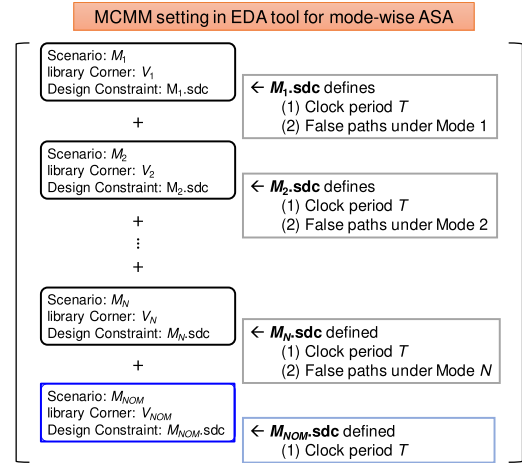 MCMM setting in EDA tool for mode-wise ASA
Scenario: M1
library Corner: V1
Design Constraint: M1.sdc
← M1.sdc defines
(1) Clock period T
(2) False paths under Mode 1
+
Scenario: M2
library Corner: V2
Design Constraint: M2.sdc
← M2.sdc defines
(1) Clock period T
(2) False paths under Mode 2
+
⋮
+
Scenario: MN
library Corner: VN
Design Constraint: MN.sdc
← MN.sdc defined
(1) Clock period T
(2) False paths under Mode N
+
Scenario: MNOM
library Corner: VNOM
Design Constraint: MNOM.sdc
← MNOM.sdc defined
(1) Clock period T